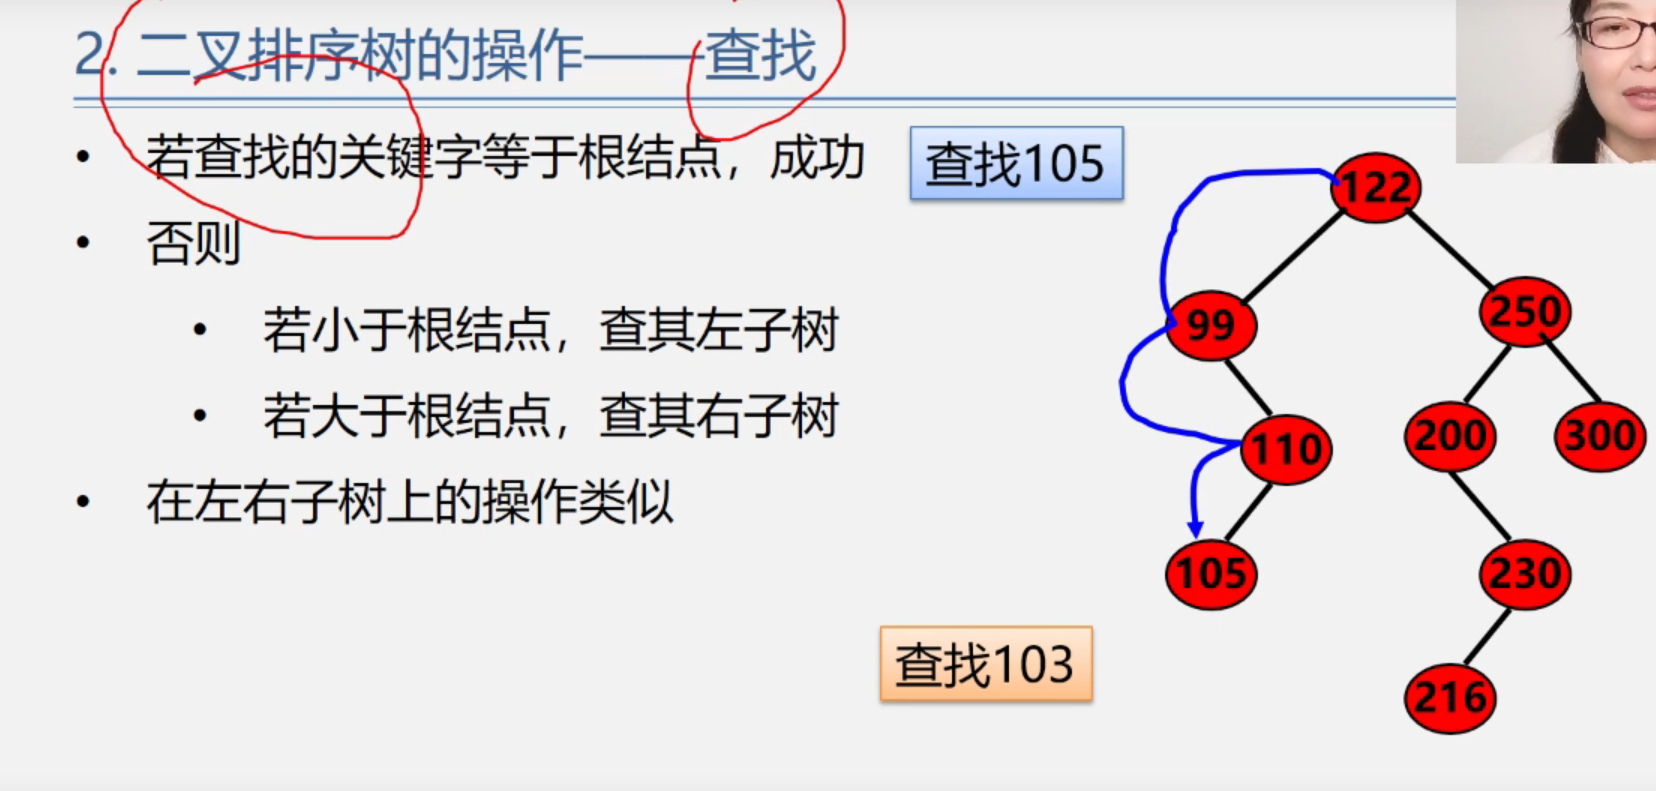 2. 二叉排序树的操作——查找
• 若查找的关键字等于根结点，成功
• 否则
• 若小于根结点，查其左子树
• 若大于根结点，查其右子树
• 在左右子树上的操作类似
查找105
查找103
122
99
250
110
200
300
105
230
216